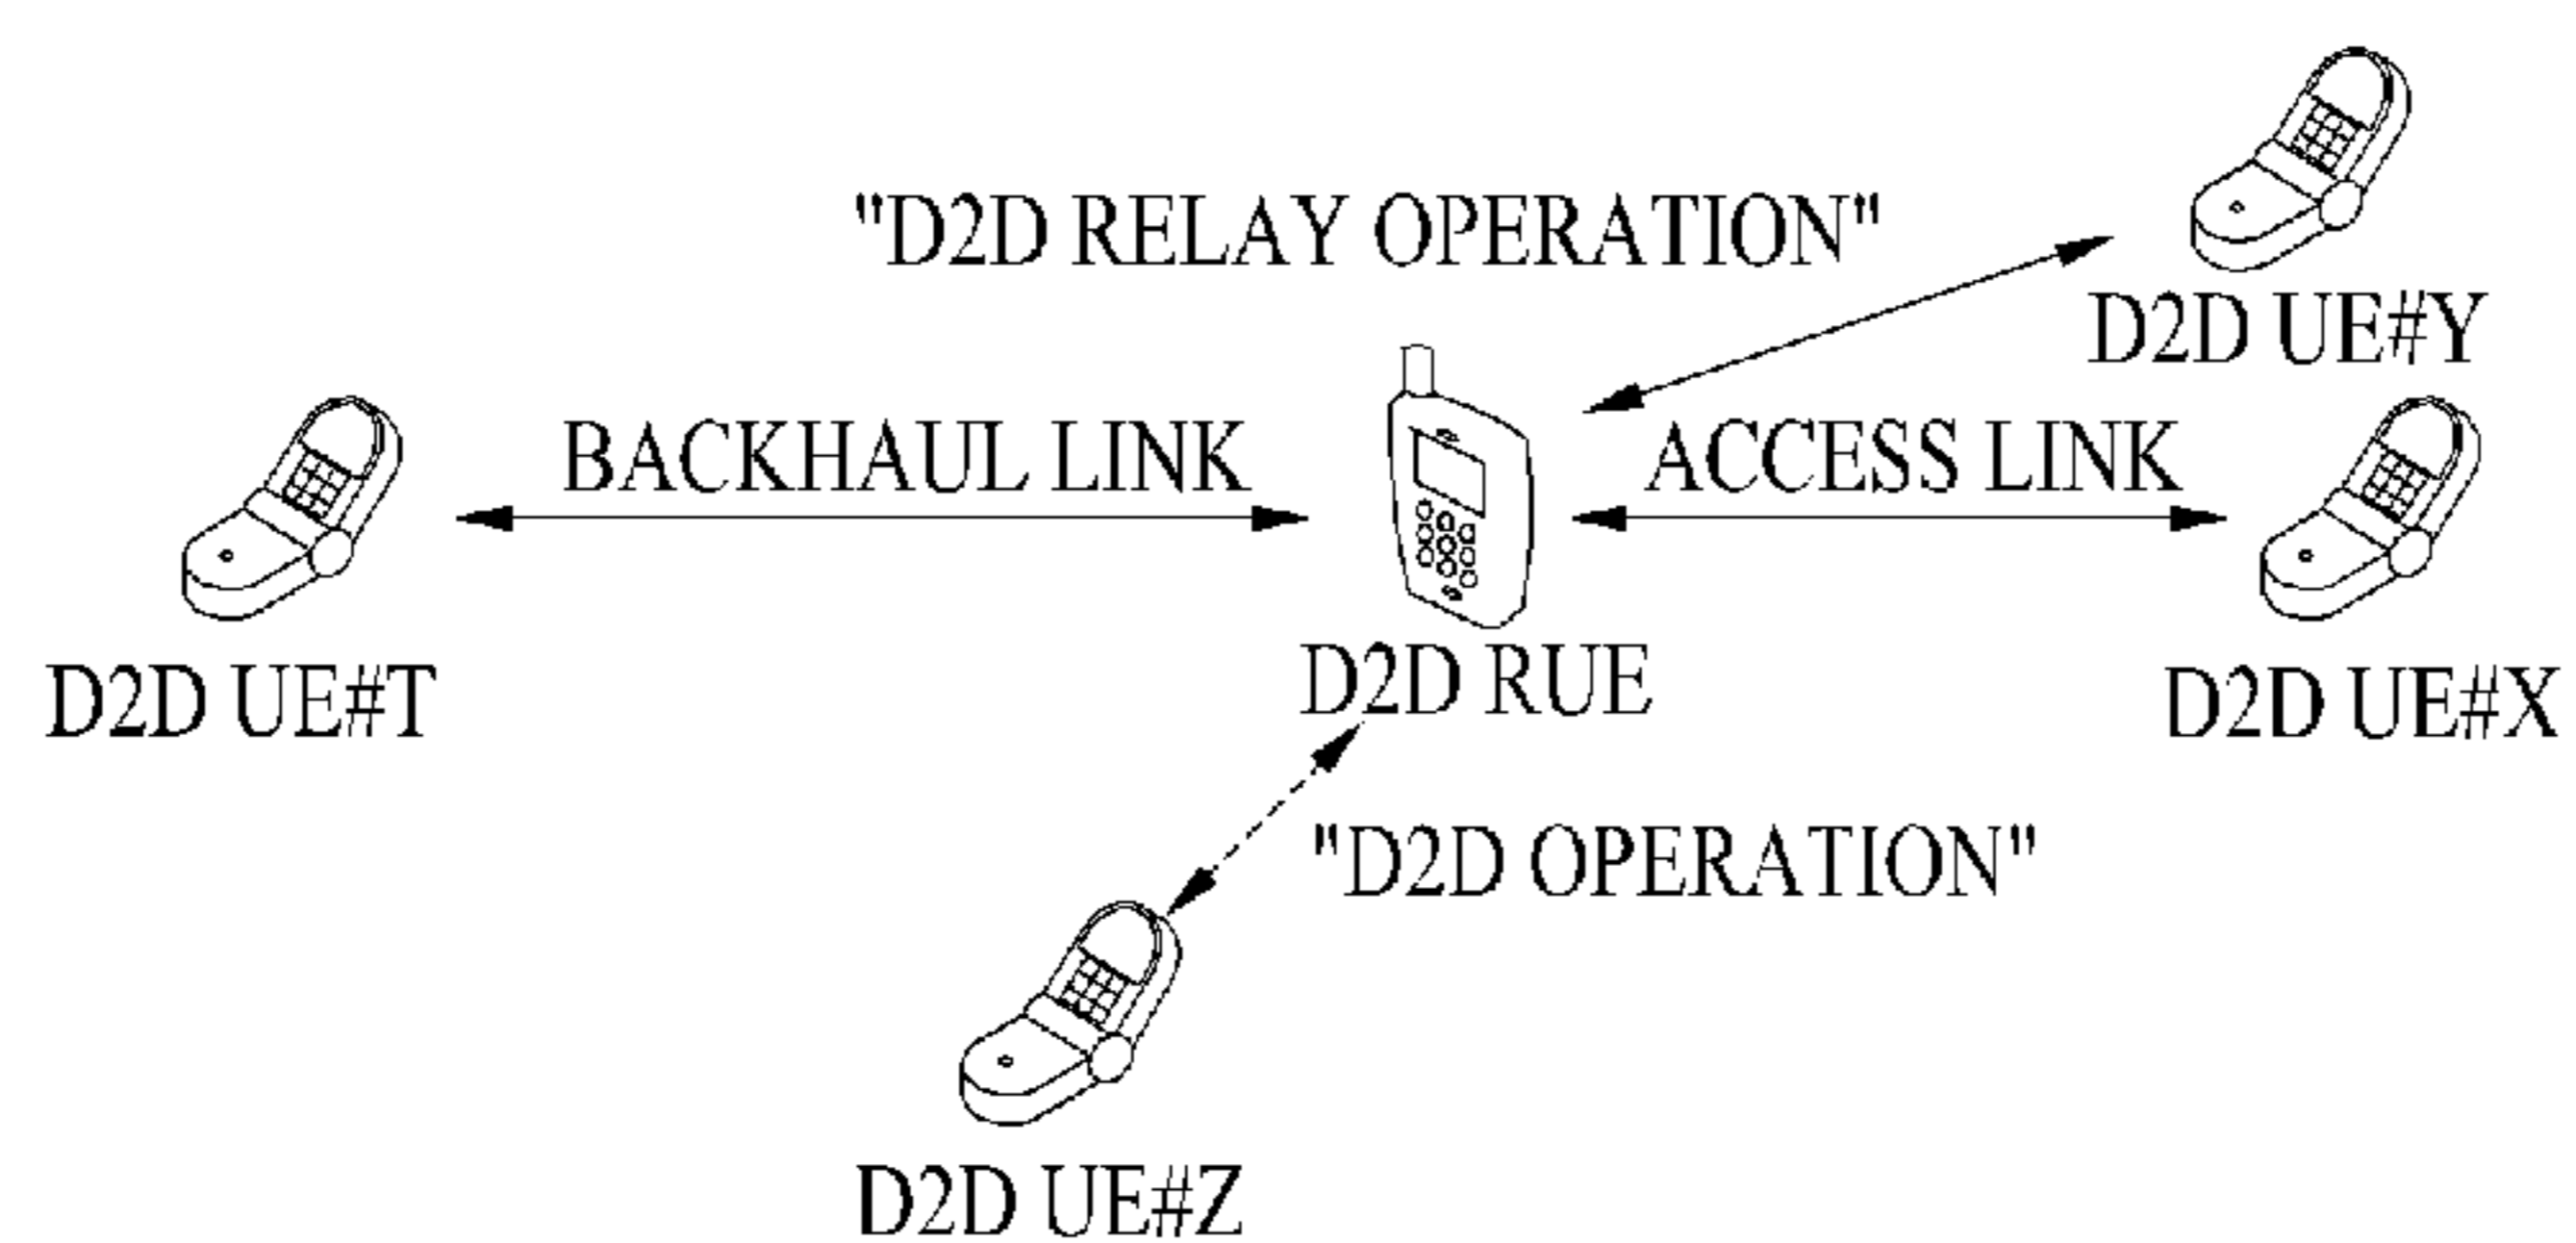 "D2D RELAY OPERATION"
D2D UE#Y
BACKHAUL LINK
ACCESS LINK
D2D UE#T
D2D RUE
D2D UE#X
"D2D OPERATION"
D2D UE#Z